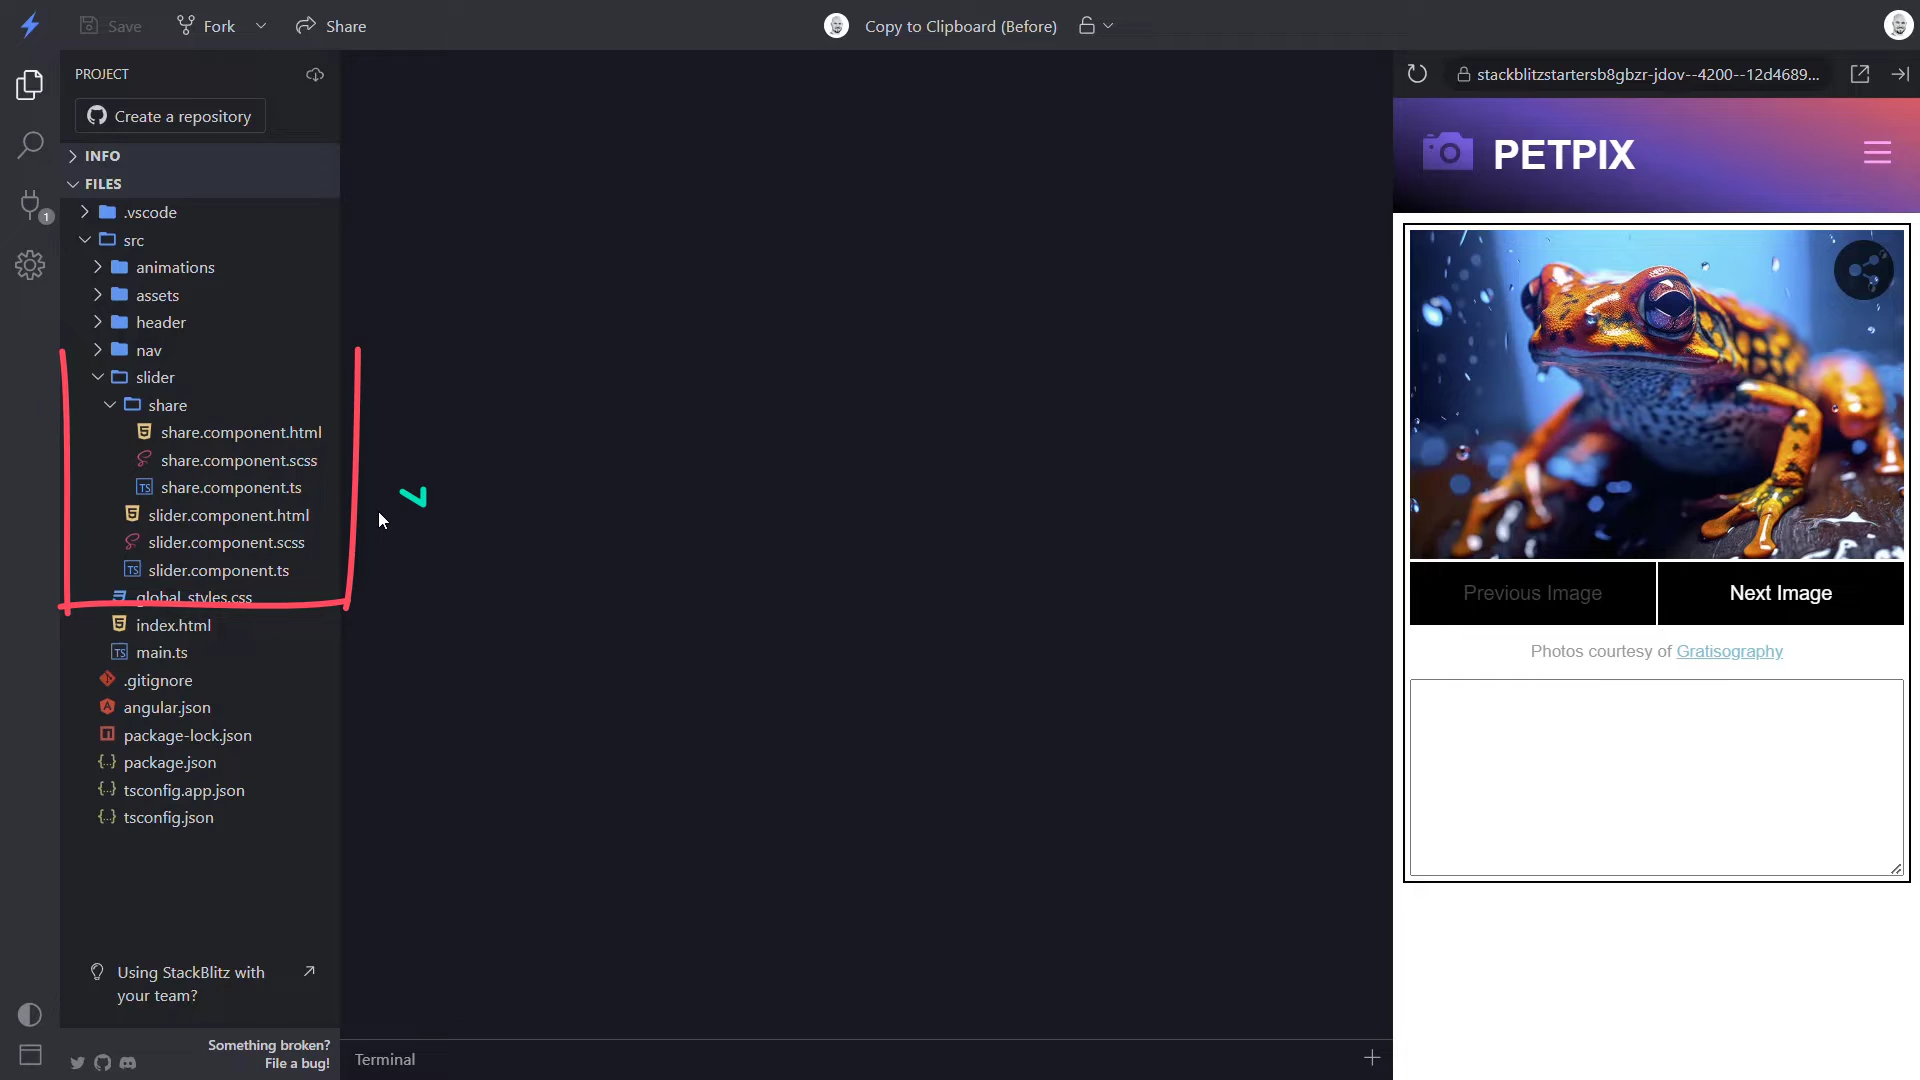 Save
Fork
Share
Copy to Clipboard (Before)
PROJECT
Create a repository
INFO
FILES
1
.vscode
src
animations
assets
header
nav
slider
share
share.component.html
share.component.scss
TS share.component.ts
slider.component.html
slider.component.scss
TS slider.component.ts
global_styles.css
index.html
TS main.ts
.gitignore
angular.json
package-lock.json
package.json
tsconfig.app.json
tsconfig.json
Using StackBlitz with
your team?
Something broken?
File a bug!
Terminal
stackblitzstartersb8gbzr-jdov--4200--12d4689...
PETPIX
Previous Image
Next Image
Photos courtesy of Gratisography